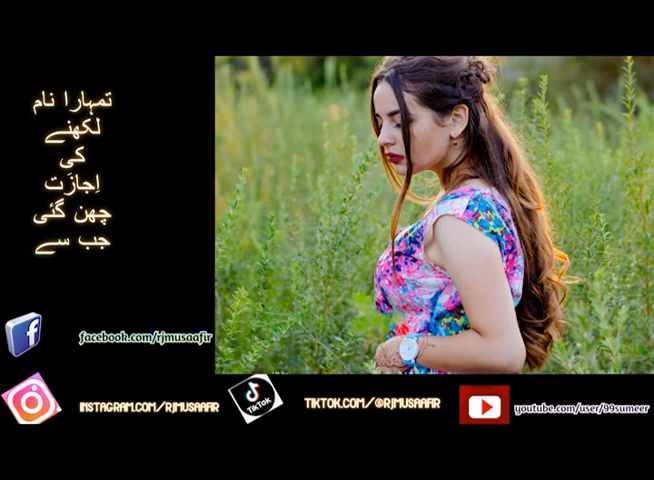 تمہارا نام
لکھنے
کی
اِجازَت
چھن گئی
جب سے
facebook.com/rjmusaafir
INSTAGRAM.COM/RJMUSAAFIR
TikTok
TIKTOK.COM/@RJMUSAAFIR
youtube.com/user/99sumeer